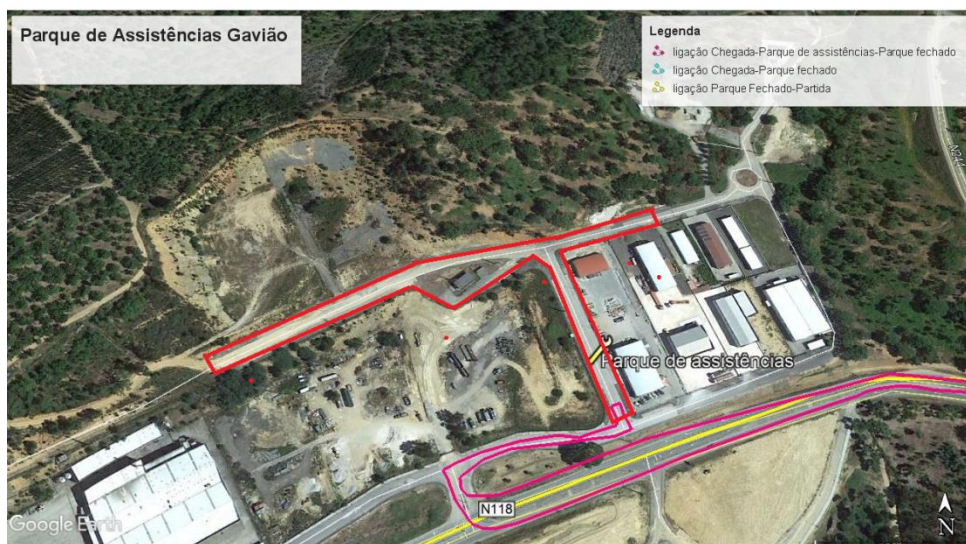 Parque de Assistências Gavião
Legenda
ligação Chegada-Parque de assistências-Parque fechado
ligação Chegada-Parque fechado
ligação Parque Fechado-Partida
N244
Parque de assistências
N118
Google Earth
N